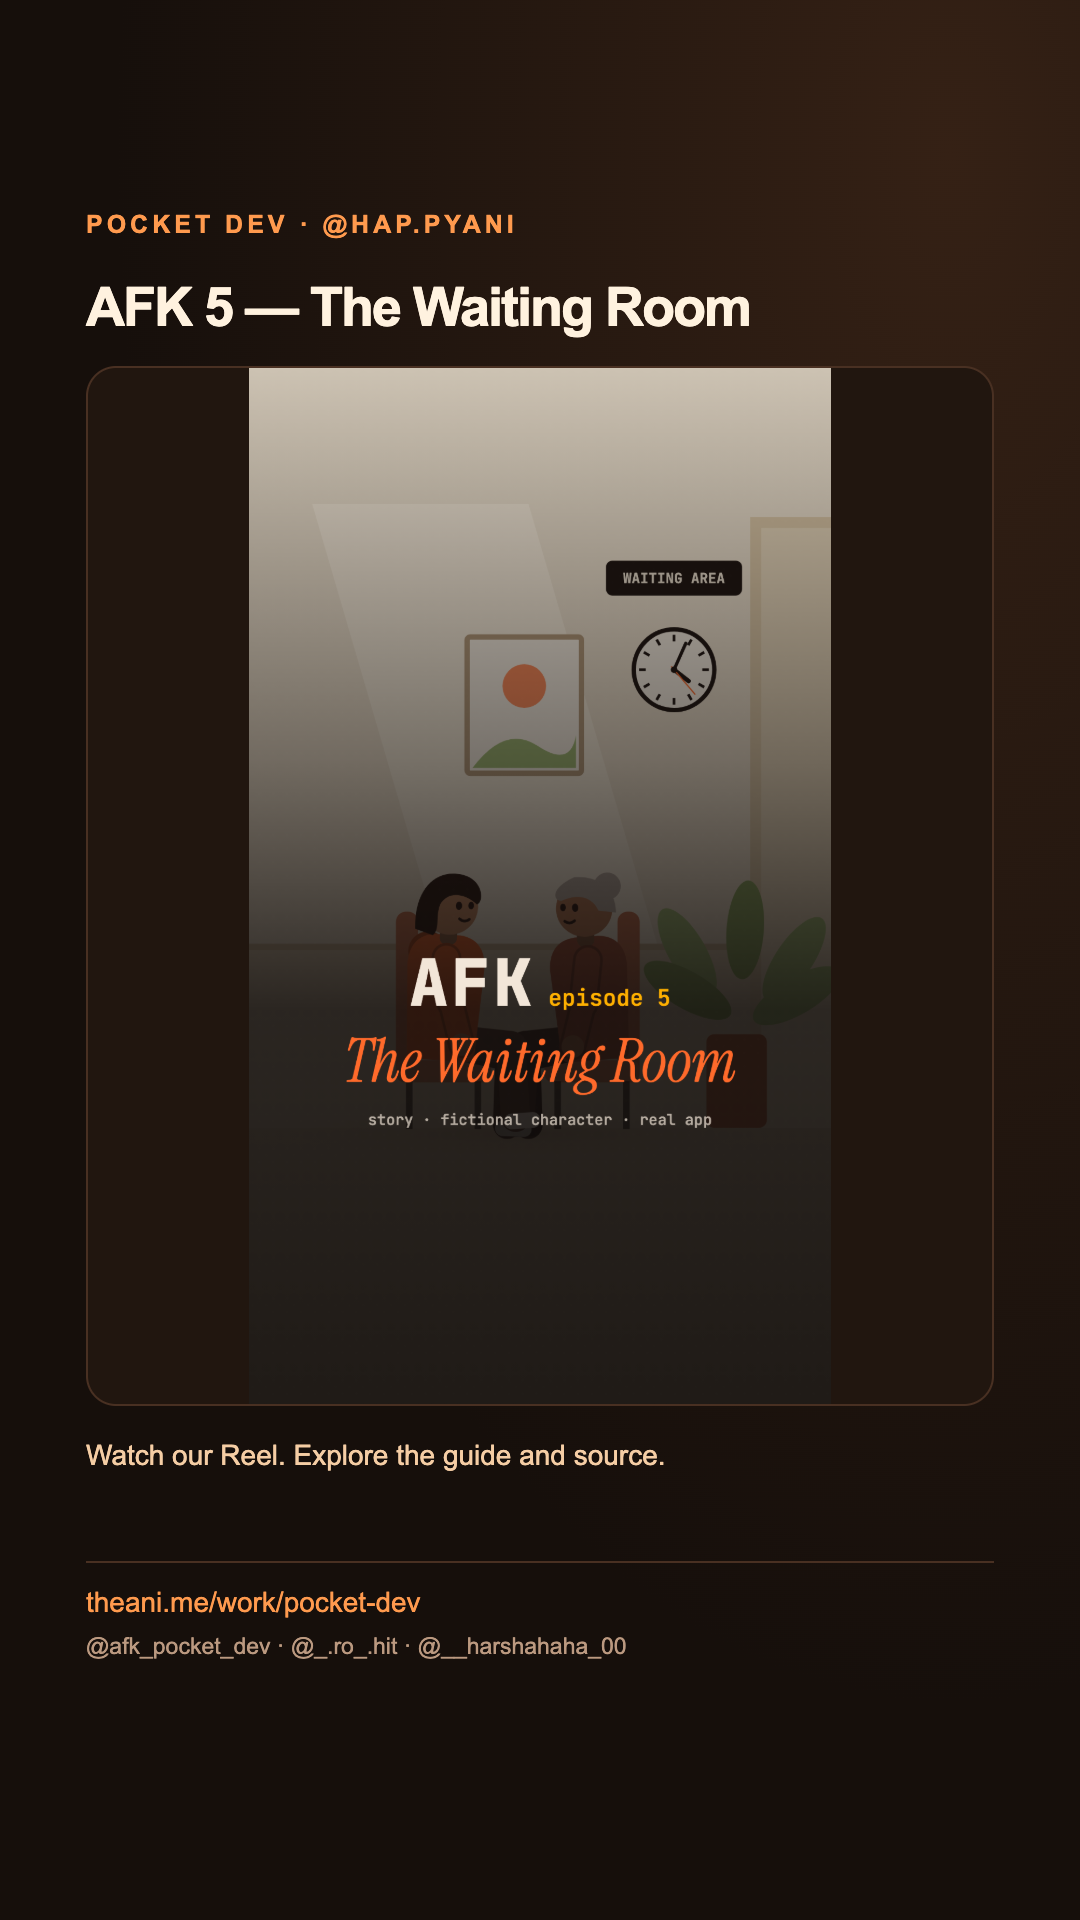 POCKET DEV · @HAP.PYANI
AFK 5 — The Waiting Room
WAITING AREA
AFK episode 5
The Waiting Room
story · fictional character · real app
Watch our Reel. Explore the guide and source.
theani.me/work/pocket-dev
@afk_pocket_dev · @_.ro_.hit · @__harshahaha_00